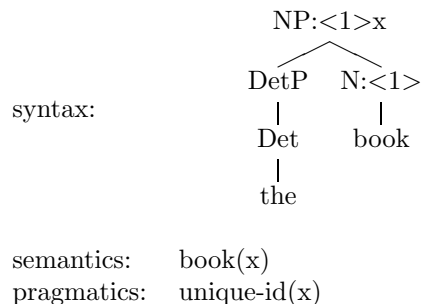 NP:<1>x
DetP N:<1>
syntax:
Det book
the
semantics: book(x)
pragmatics: unique-id(x)